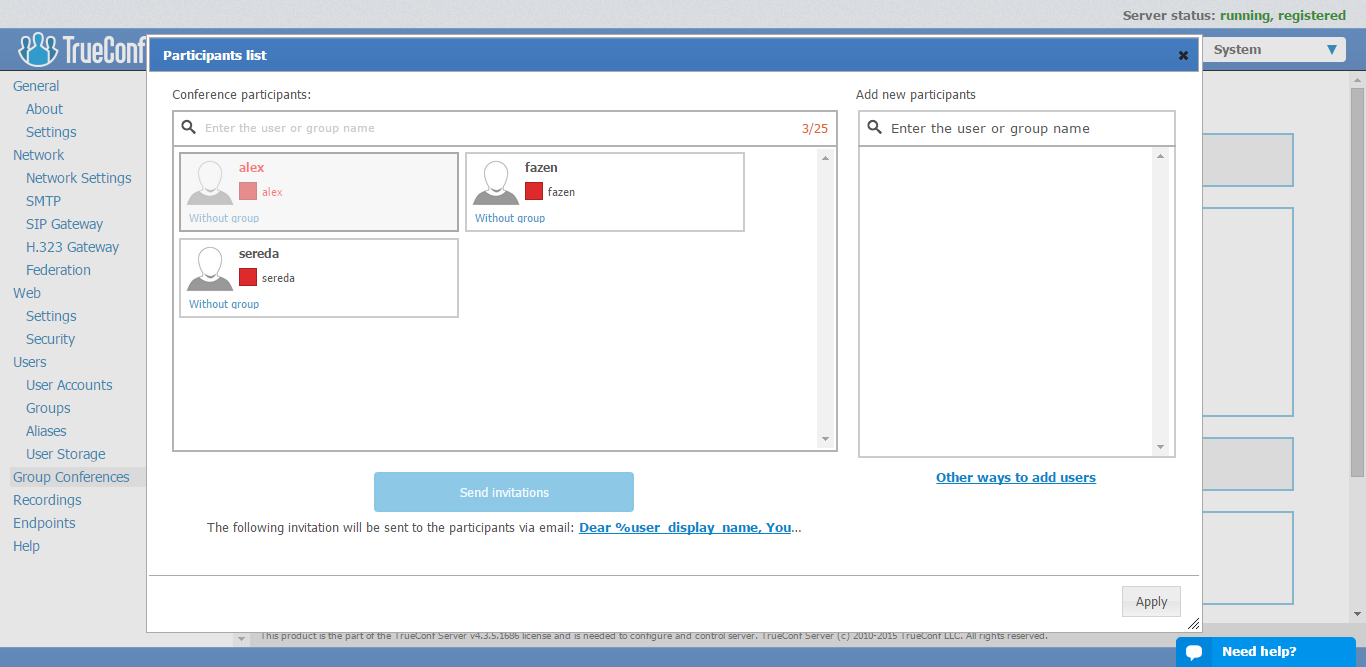 Server status: running, registered
TrueConf
System
Participants list
General
About
Settings
Network
Network Settings
SMTP
SIP Gateway
H.323 Gateway
Federation
Web
Settings
Security
Users
User Accounts
Groups
Aliases
User Storage
Group Conferences
Recordings
Endpoints
Help
Conference participants:
Enter the user or group name
3/25
alex
alex
Without group
fazen
fazen
Without group
sereda
sereda
Without group
Add new participants
Enter the user or group name
Other ways to add users
Send invitations
The following invitation will be sent to the participants via email: Dear %user_display_name, You...
Apply
This product is the part of the TrueConf Server v4.3.5.1686 license and is needed to configure and control server. TrueConf Server (c) 2010-2015 TrueConf LLC. All rights reserved.
Need help?